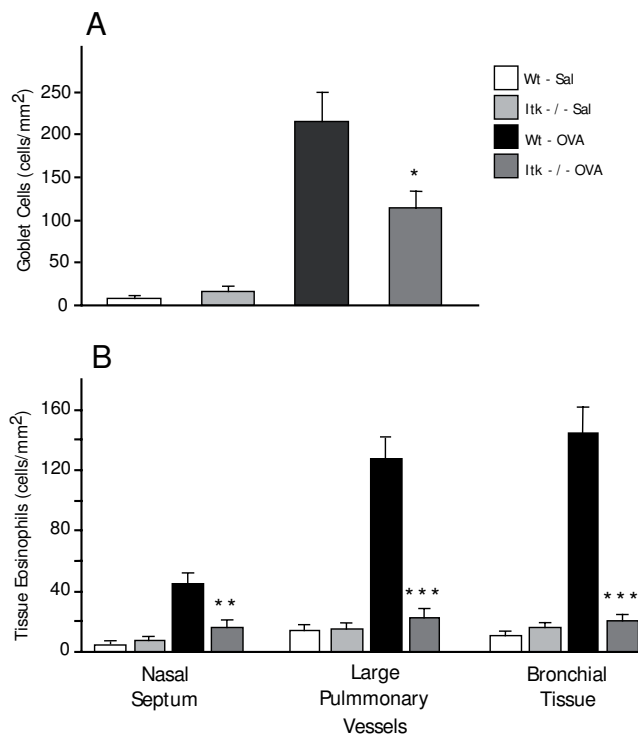 A
Goblet Cells (cells/mm²)
250
200
150
100
50
0
*
Wt - Sal
Itk - / - Sal
Wt - OVA
Itk - / - OVA
B
Tissue Eosinophils (cells/mm²)
160
120
80
40
0
* *
* * *
* * *
Nasal
Septum
Large
Pulmmonary
Vessels
Bronchial
Tissue